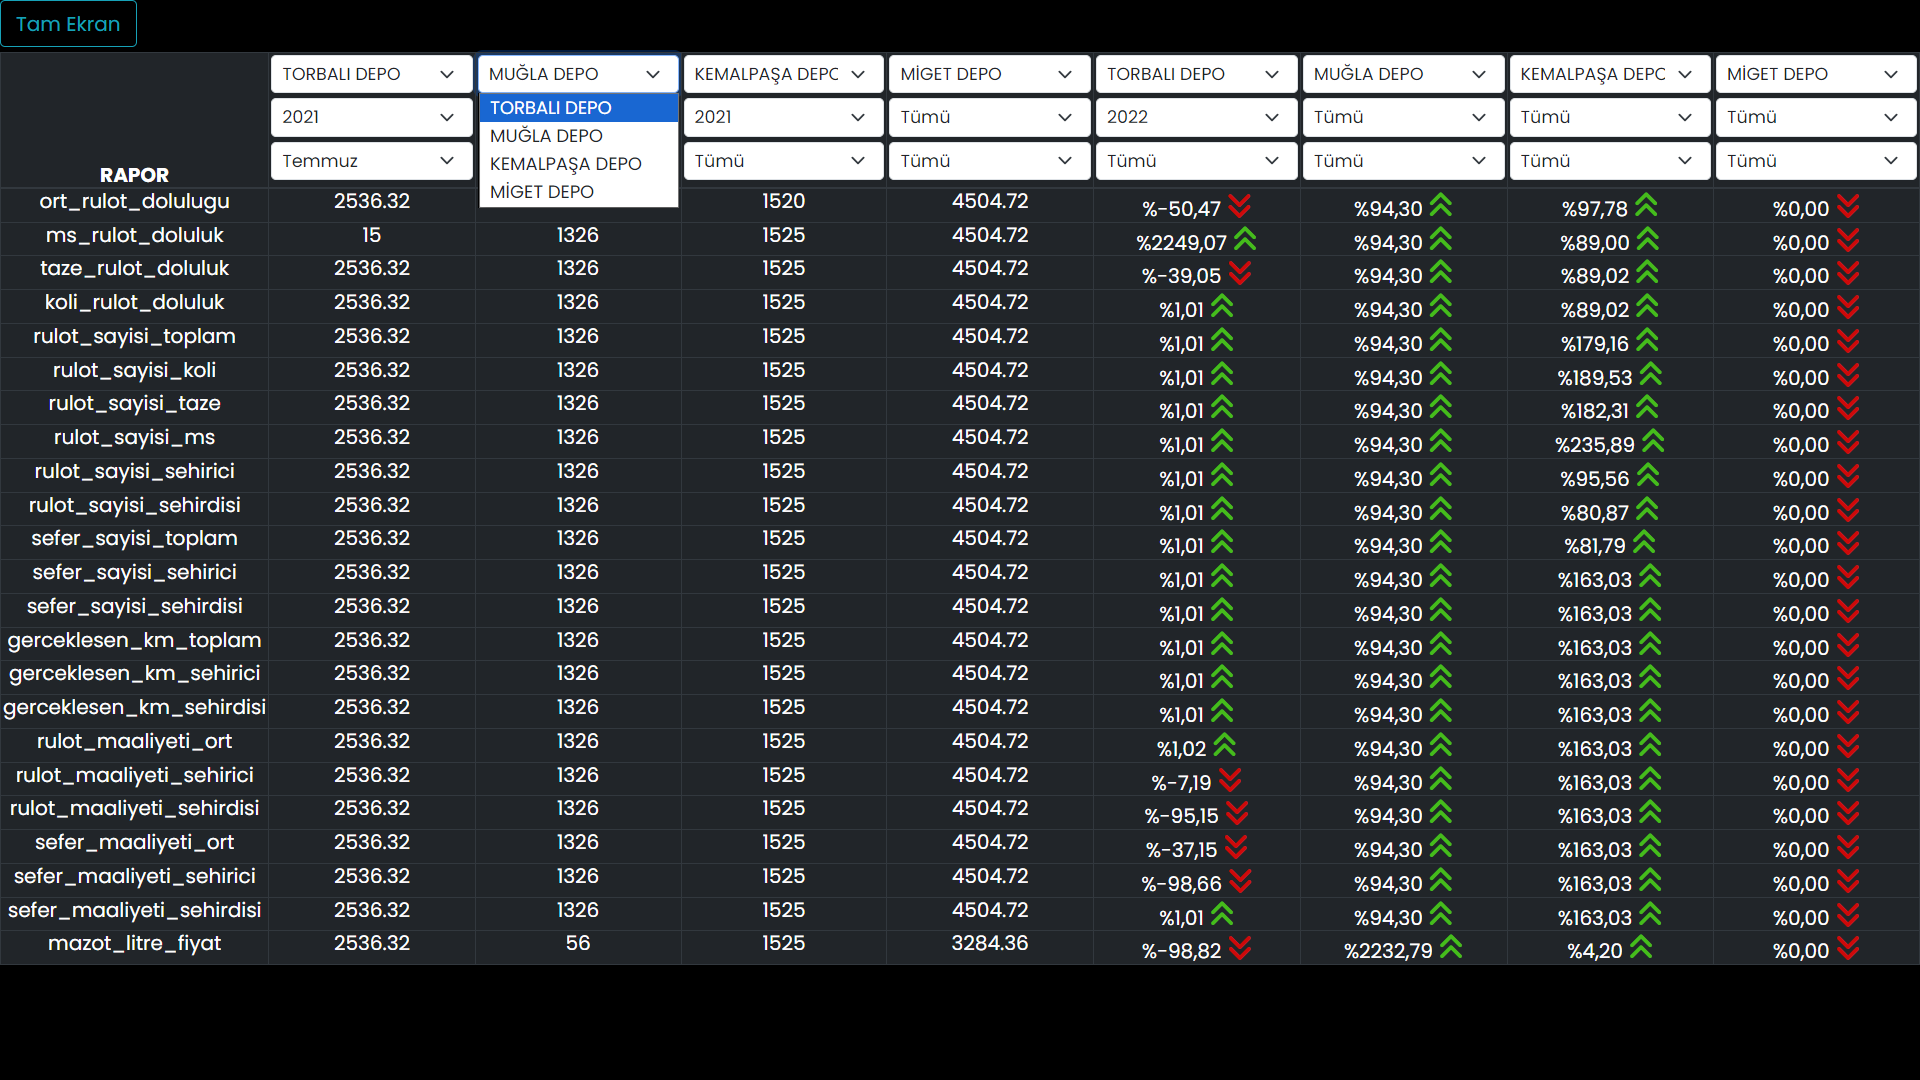 Tam Ekran
TORBALI DEPO MUĞLA DEPO KEMALPAŞA DEPO MİGET DEPO TORBALI DEPO MUĞLA DEPO KEMALPAŞA DEPO MİGET DEPO
TORBALI DEPO
2021 2021 Tümü 2022 Tümü Tümü Tümü
MUĞLA DEPO
KEMALPAŞA DEPO
Temmuz Tümü Tümü Tümü Tümü Tümü Tümü
MİGET DEPO
RAPOR
ort_rulot_dolulugu 2536.32 1520 4504.72 %-50,47 %94,30 %97,78 %0,00
ms_rulot_doluluk 15 1326 1525 4504.72 %2249,07 %94,30 %89,00 %0,00
taze_rulot_doluluk 2536.32 1326 1525 4504.72 %-39,05 %94,30 %89,02 %0,00
koli_rulot_doluluk 2536.32 1326 1525 4504.72 %1,01 %94,30 %89,02 %0,00
rulot_sayisi_toplam 2536.32 1326 1525 4504.72 %1,01 %94,30 %179,16 %0,00
rulot_sayisi_koli 2536.32 1326 1525 4504.72 %1,01 %94,30 %189,53 %0,00
rulot_sayisi_taze 2536.32 1326 1525 4504.72 %1,01 %94,30 %182,31 %0,00
rulot_sayisi_ms 2536.32 1326 1525 4504.72 %1,01 %94,30 %235,89 %0,00
rulot_sayisi_sehirici 2536.32 1326 1525 4504.72 %1,01 %94,30 %95,56 %0,00
rulot_sayisi_sehirdisi 2536.32 1326 1525 4504.72 %1,01 %94,30 %80,87 %0,00
sefer_sayisi_toplam 2536.32 1326 1525 4504.72 %1,01 %94,30 %81,79 %0,00
sefer_sayisi_sehirici 2536.32 1326 1525 4504.72 %1,01 %94,30 %163,03 %0,00
sefer_sayisi_sehirdisi 2536.32 1326 1525 4504.72 %1,01 %94,30 %163,03 %0,00
gerceklesen_km_toplam 2536.32 1326 1525 4504.72 %1,01 %94,30 %163,03 %0,00
gerceklesen_km_sehirici 2536.32 1326 1525 4504.72 %1,01 %94,30 %163,03 %0,00
gerceklesen_km_sehirdisi 2536.32 1326 1525 4504.72 %1,01 %94,30 %163,03 %0,00
rulot_maaliyeti_ort 2536.32 1326 1525 4504.72 %1,02 %94,30 %163,03 %0,00
rulot_maaliyeti_sehirici 2536.32 1326 1525 4504.72 %-7,19 %94,30 %163,03 %0,00
rulot_maaliyeti_sehirdisi 2536.32 1326 1525 4504.72 %-95,15 %94,30 %163,03 %0,00
sefer_maaliyeti_ort 2536.32 1326 1525 4504.72 %-37,15 %94,30 %163,03 %0,00
sefer_maaliyeti_sehirici 2536.32 1326 1525 4504.72 %-98,66 %94,30 %163,03 %0,00
sefer_maaliyeti_sehirdisi 2536.32 1326 1525 4504.72 %1,01 %94,30 %163,03 %0,00
mazot_litre_fiyat 2536.32 56 1525 3284.36 %-98,82 %2232,79 %4,20 %0,00